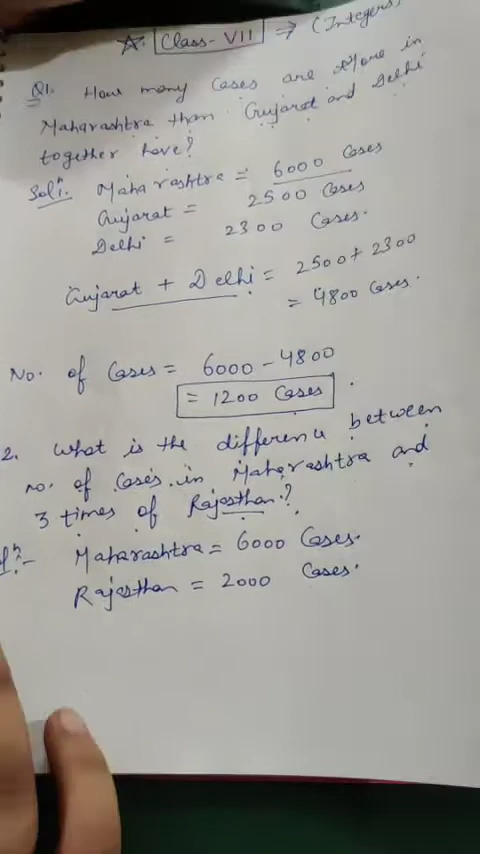 ☆. Class-VII ⇒ (Integers)
Q1. How many Cases are More in
Maharashtra than Gujarat and Delhi
together have?
Solⁿ:. Maharashtra = 6000 Cases
Gujarat = 2500 Cases
Delhi = 2300 Cases.
Gujarat + Delhi = 2500 + 2300
= 4800 Cases.
No. of Cases = 6000 - 4800
= 1200 Cases.
2. What is the difference between
no. of Cases in Maharashtra and
3 times of Rajasthan?
Maharashtra = 6000 Cases.
Rajasthan = 2000 Cases.